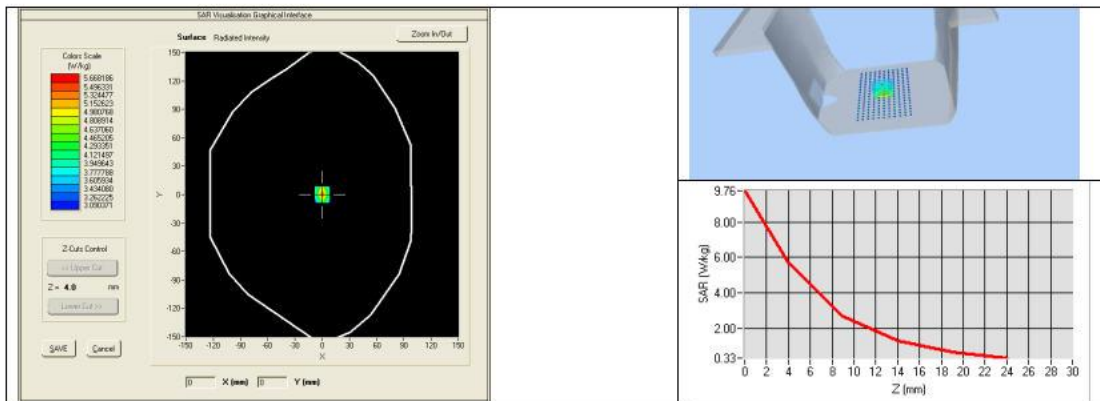 SAR Visualisation Graphical Interface
Surface Radiated Intensity
Zoom In/Out
Colors Scale
(W/kg)
5.668186
5.496331
5.324477
5.152623
4.980768
4.808914
4.637060
4.465205
4.293351
4.121497
3.949643
3.777788
3.605934
3.434080
3.262225
3.090371
Z-Cuts Control
<< Upper Cut
Z = 4.0 mm
Lower Cut >>
SAVE Cancel
150
120
90
60
30
0
-30
-60
-90
-120
-150
Y
-150 -120 -90 -60 -30 0 30 60 90 120 150
X
0 X (mm) 0 Y (mm)
9.76
8.00
6.00
4.00
2.00
0.33
SAR (W/kg)
0 2 4 6 8 10 12 14 16 18 20 22 24 26 28 30
Z (mm)